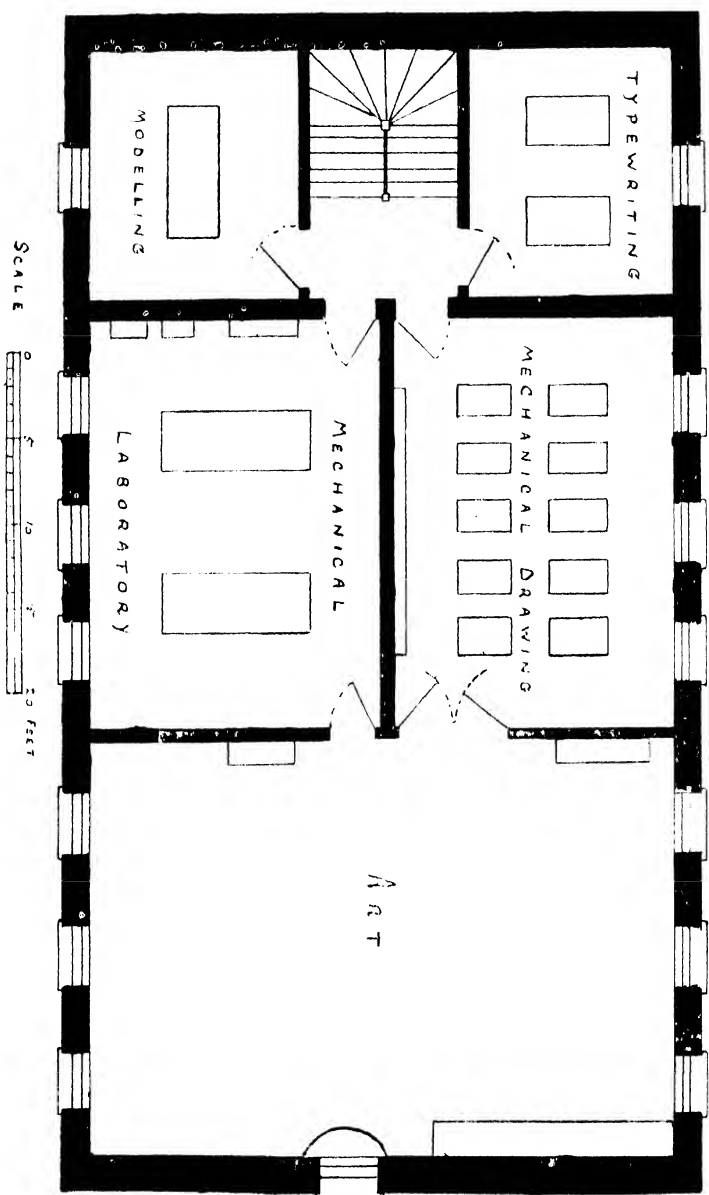 TYPEWRITING
MODELLING
MECHANICAL DRAWING
MECHANICAL
LABORATORY
ART
SCALE
0 5 10 20 FEET